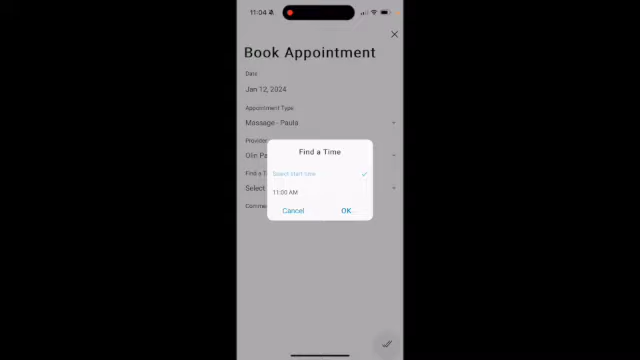 11:04
Book Appointment
Date
Jan 12, 2024
Appointment Type
Massage - Paula
Provider
Olin Pa
Find a Time
Find a T
Select start time
Select
11:00 AM
Comme
Cancel
OK